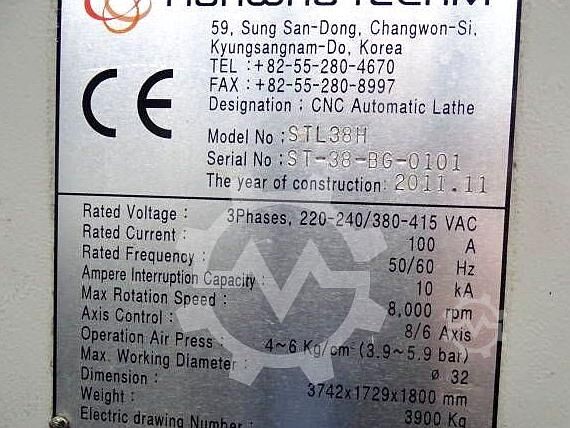 59, Sung San-Dong, Changwon-Si,
Kyungsangnam-Do, Korea
TEL : +82-55-280-4670
FAX : +82-55-280-8997
Designation : CNC Automatic Lathe
Model No : STL38H
Serial No : ST-38-BG-0101
The year of construction: 2011.11
Rated Voltage : 3Phases, 220-240/380-415 VAC
Rated Current : 100 A
Rated Frequency : 50/60 Hz
Ampere Interruption Capacity : 10 kA
Max Rotation Speed : 8,000 rpm
Axis Control : 8/6 Axis
Operation Air Press : 4~6 Kg/cm² (3.9~5.9 bar)
Max. Working Diameter : ø 32
Dimension : 3742x1729x1800 mm
Weight : 3900 Kg
Electric drawing Number :